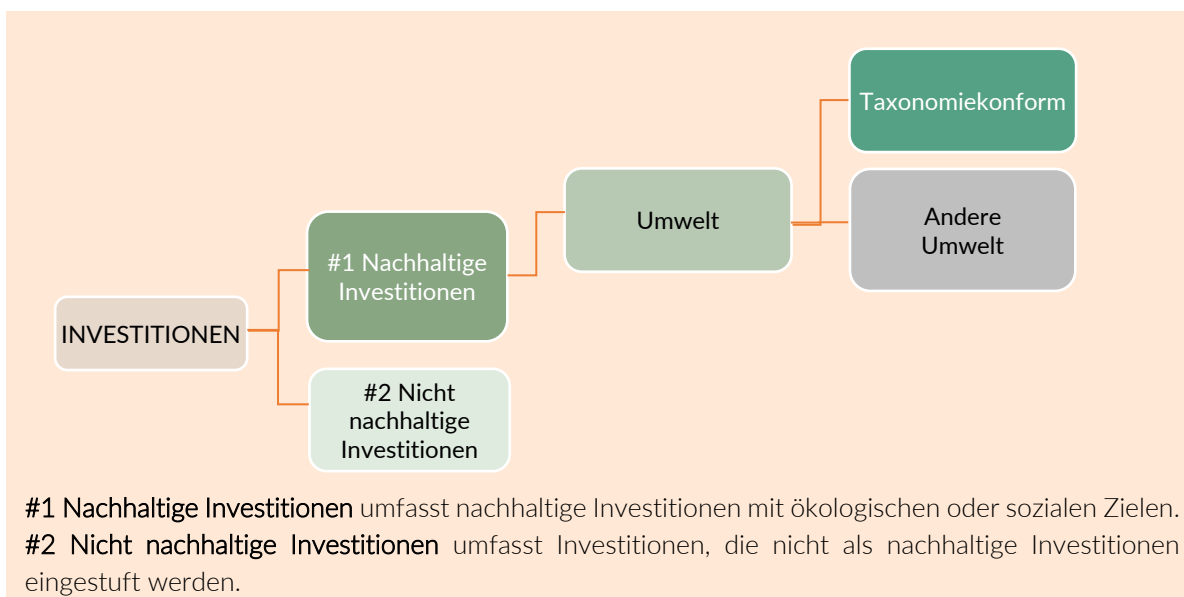 Taxonomiekonform
Umwelt
Andere
Umwelt
#1 Nachhaltige
Investitionen
INVESTITIONEN
#2 Nicht
nachhaltige
Investitionen
#1 Nachhaltige Investitionen umfasst nachhaltige Investitionen mit ökologischen oder sozialen Zielen.
#2 Nicht nachhaltige Investitionen umfasst Investitionen, die nicht als nachhaltige Investitionen
eingestuft werden.